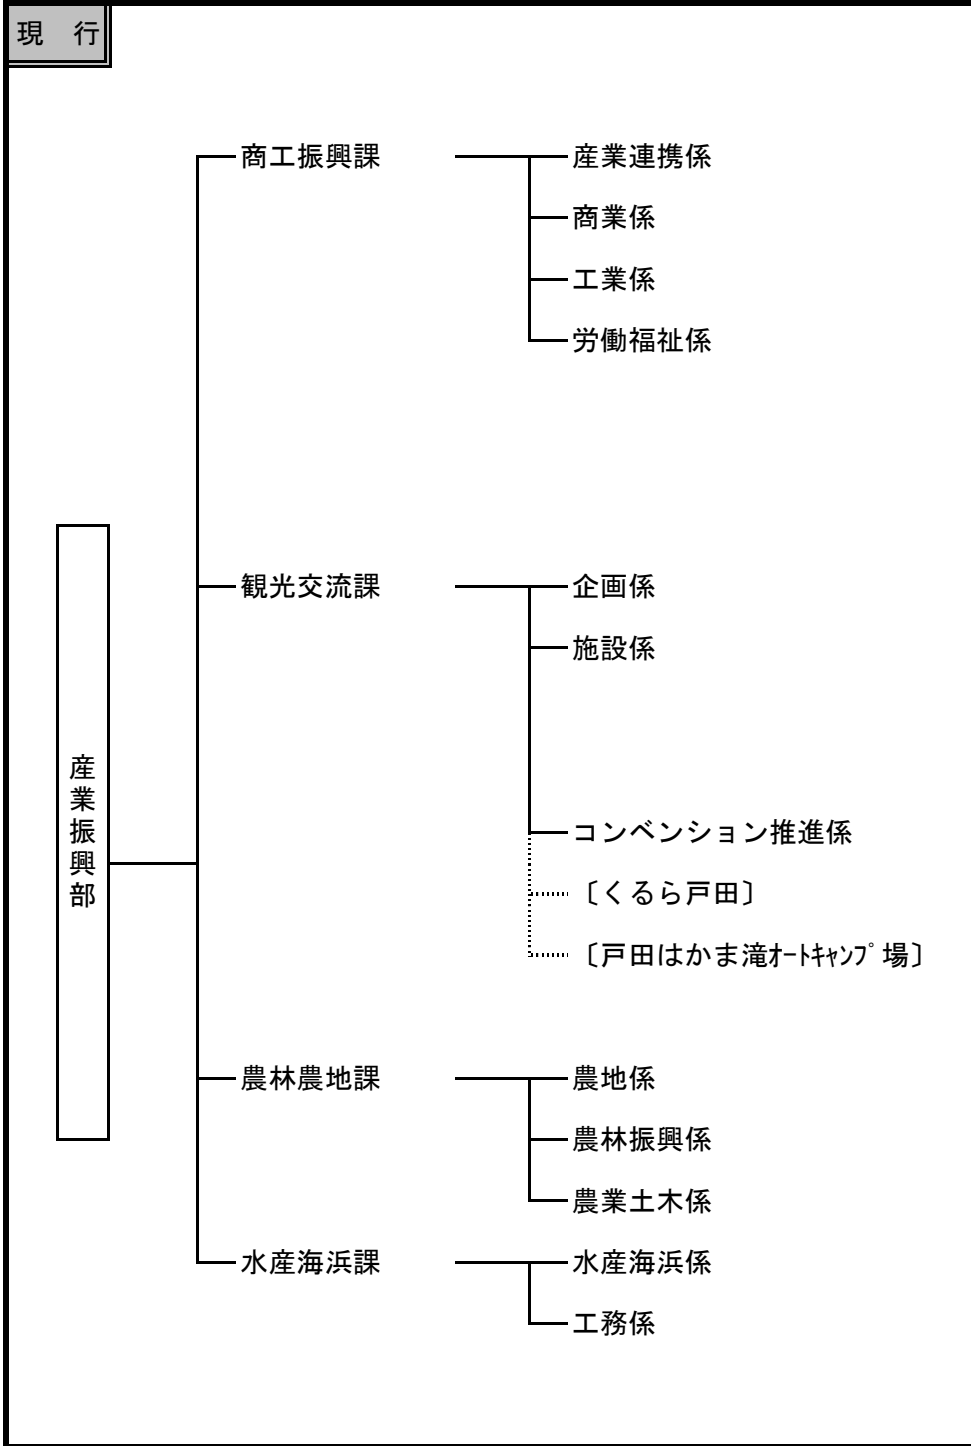 現　行
産業振興部
商工振興課
産業連携係
商業係
工業係
労働福祉係
観光交流課
企画係
施設係
コンベンション推進係
〔くるら戸田〕
〔戸田はかま滝ｵｰﾄｷｬﾝﾌﾟ場〕
農林農地課
農地係
農林振興係
農業土木係
水産海浜課
水産海浜係
工務係